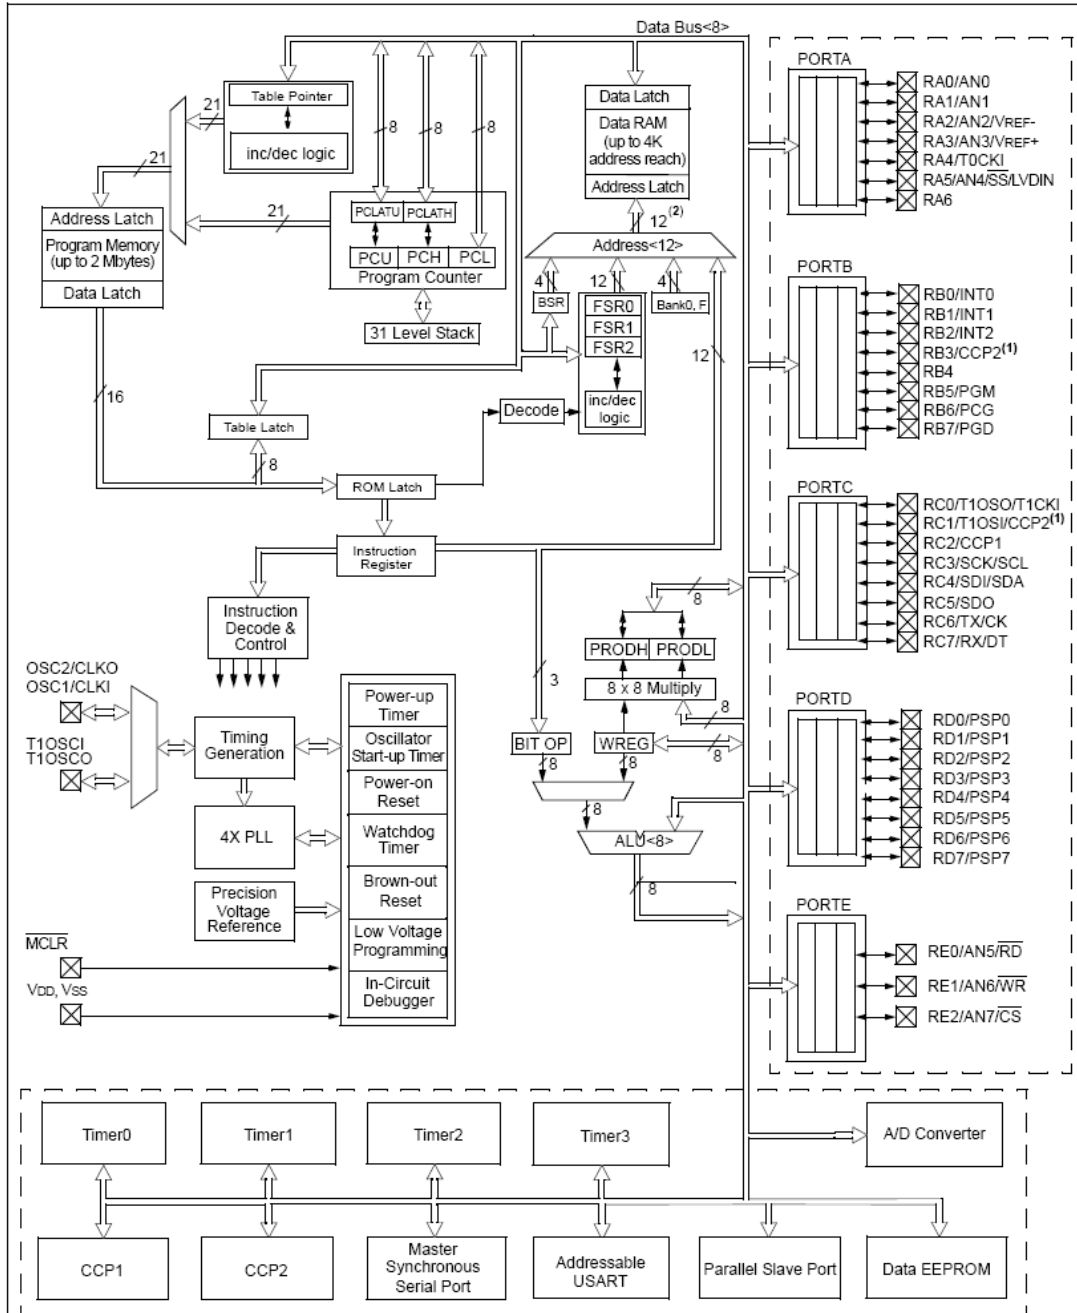 Data Bus<8>
21
Table Pointer
inc/dec logic
8
8
8
21
21
Address Latch
Program Memory
(up to 2 Mbytes)
Data Latch
PCLATU
PCLATH
PCU
PCH
PCL
Program Counter
31 Level Stack
Data Latch
Data RAM
(up to 4K
address reach)
Address Latch
12(2)
Address<12>
4
12
4
BSR
FSR0
FSR1
FSR2
Bank0, F
12
inc/dec
logic
Decode
16
Table Latch
8
ROM Latch
Instruction
Register
Instruction
Decode &
Control
OSC2/CLKO
OSC1/CLKI
T1OSCI
T1OSCO
Timing
Generation
4X PLL
Precision
Voltage
Reference
MCLR
VDD, VSS
Power-up
Timer
Oscillator
Start-up Timer
Power-on
Reset
Watchdog
Timer
Brown-out
Reset
Low Voltage
Programming
In-Circuit
Debugger
8
PRODH
PRODL
8 x 8 Multiply
3
8
BIT OP
WREG
8
8
8
8
ALU<8>
8
PORTA
RA0/AN0
RA1/AN1
RA2/AN2/VREF-
RA3/AN3/VREF+
RA4/T0CKI
RA5/AN4/SS/LVDIN
RA6
PORTB
RB0/INT0
RB1/INT1
RB2/INT2
RB3/CCP2(1)
RB4
RB5/PGM
RB6/PCG
RB7/PGD
PORTC
RC0/T1OSO/T1CKI
RC1/T1OSI/CCP2(1)
RC2/CCP1
RC3/SCK/SCL
RC4/SDI/SDA
RC5/SDO
RC6/TX/CK
RC7/RX/DT
PORTD
RD0/PSP0
RD1/PSP1
RD2/PSP2
RD3/PSP3
RD4/PSP4
RD5/PSP5
RD6/PSP6
RD7/PSP7
PORTE
RE0/AN5/RD
RE1/AN6/WR
RE2/AN7/CS
Timer0
Timer1
Timer2
Timer3
A/D Converter
CCP1
CCP2
Master
Synchronous
Serial Port
Addressable
USART
Parallel Slave Port
Data EEPROM